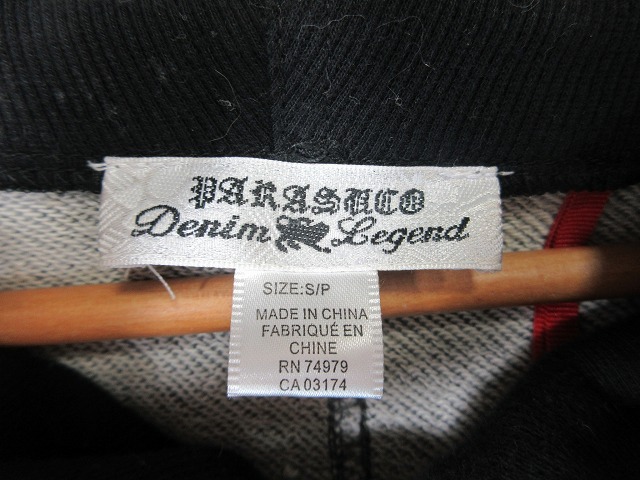 PARASUCO
Denim Legend
SIZE:S/P
MADE IN CHINA
FABRIQUÉ EN
CHINE
RN 74979
CA 03174